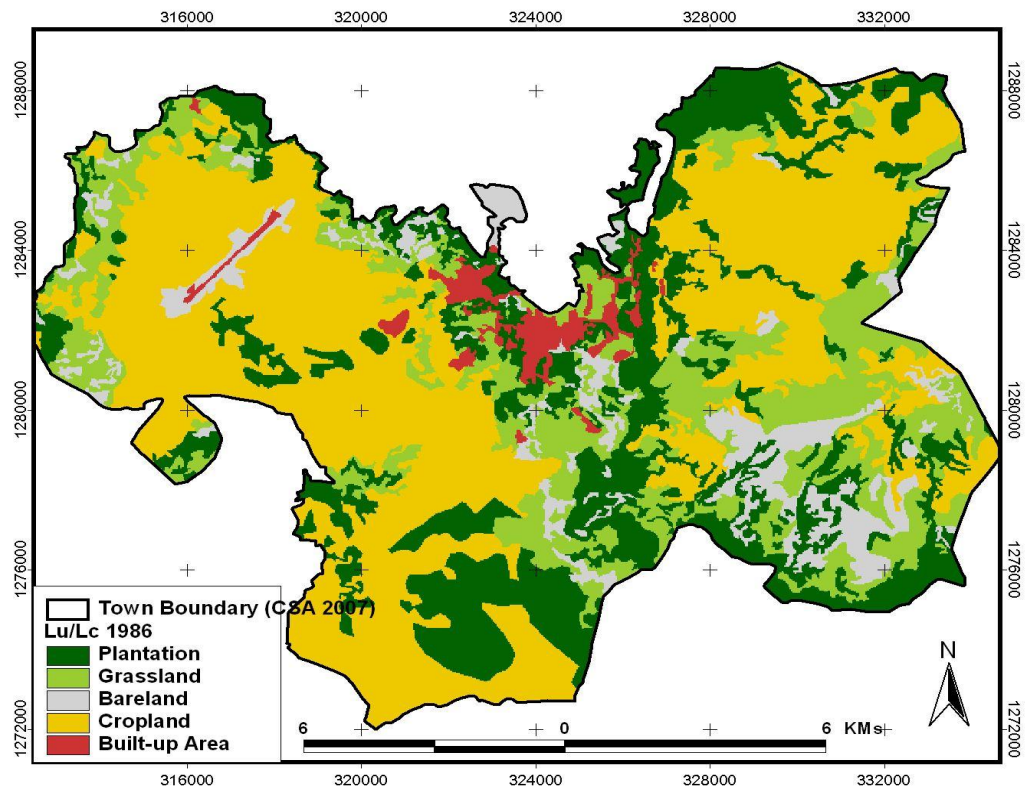 316000 320000 324000 328000 332000
1288000 1288000
1284000 1284000
1280000 1280000
1276000 1276000
1272000 1272000
Town Boundary (CSA 2007)
Lu/Lc 1986
Plantation
Grassland
Bareland
Cropland
Built-up Area
N
6 0 6 KMs
316000 320000 324000 328000 332000